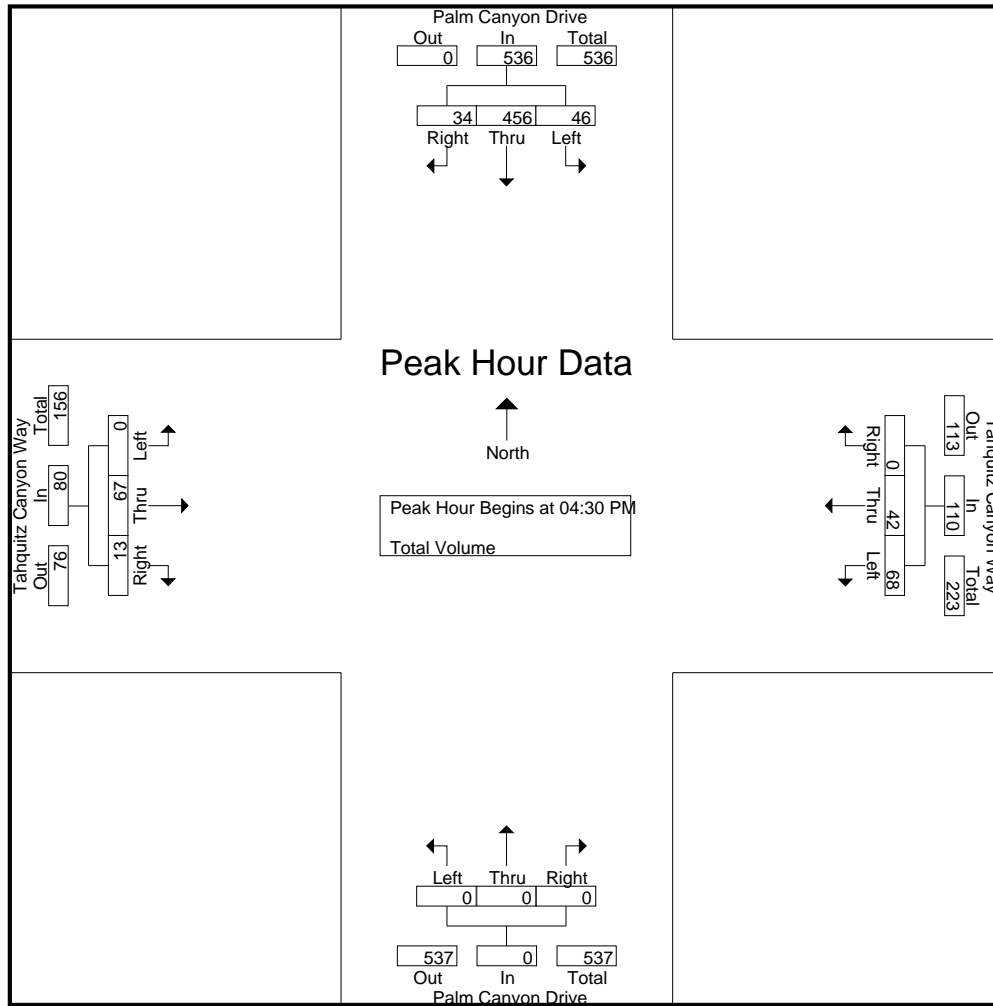 Palm Canyon Drive
Out In Total
0 536 536
34 456 46
Right Thru Left
Peak Hour Data
North
Peak Hour Begins at 04:30 PM
Total Volume
Tahquitz Canyon Way
Total In Out
156 80 76
0 67 13
Left Thru Right
Tahquitz Canyon Way
Out In Total
113 110 223
0 42 68
Right Thru Left
Left Thru Right
0 0 0
537 0 537
Out In Total
Palm Canyon Drive